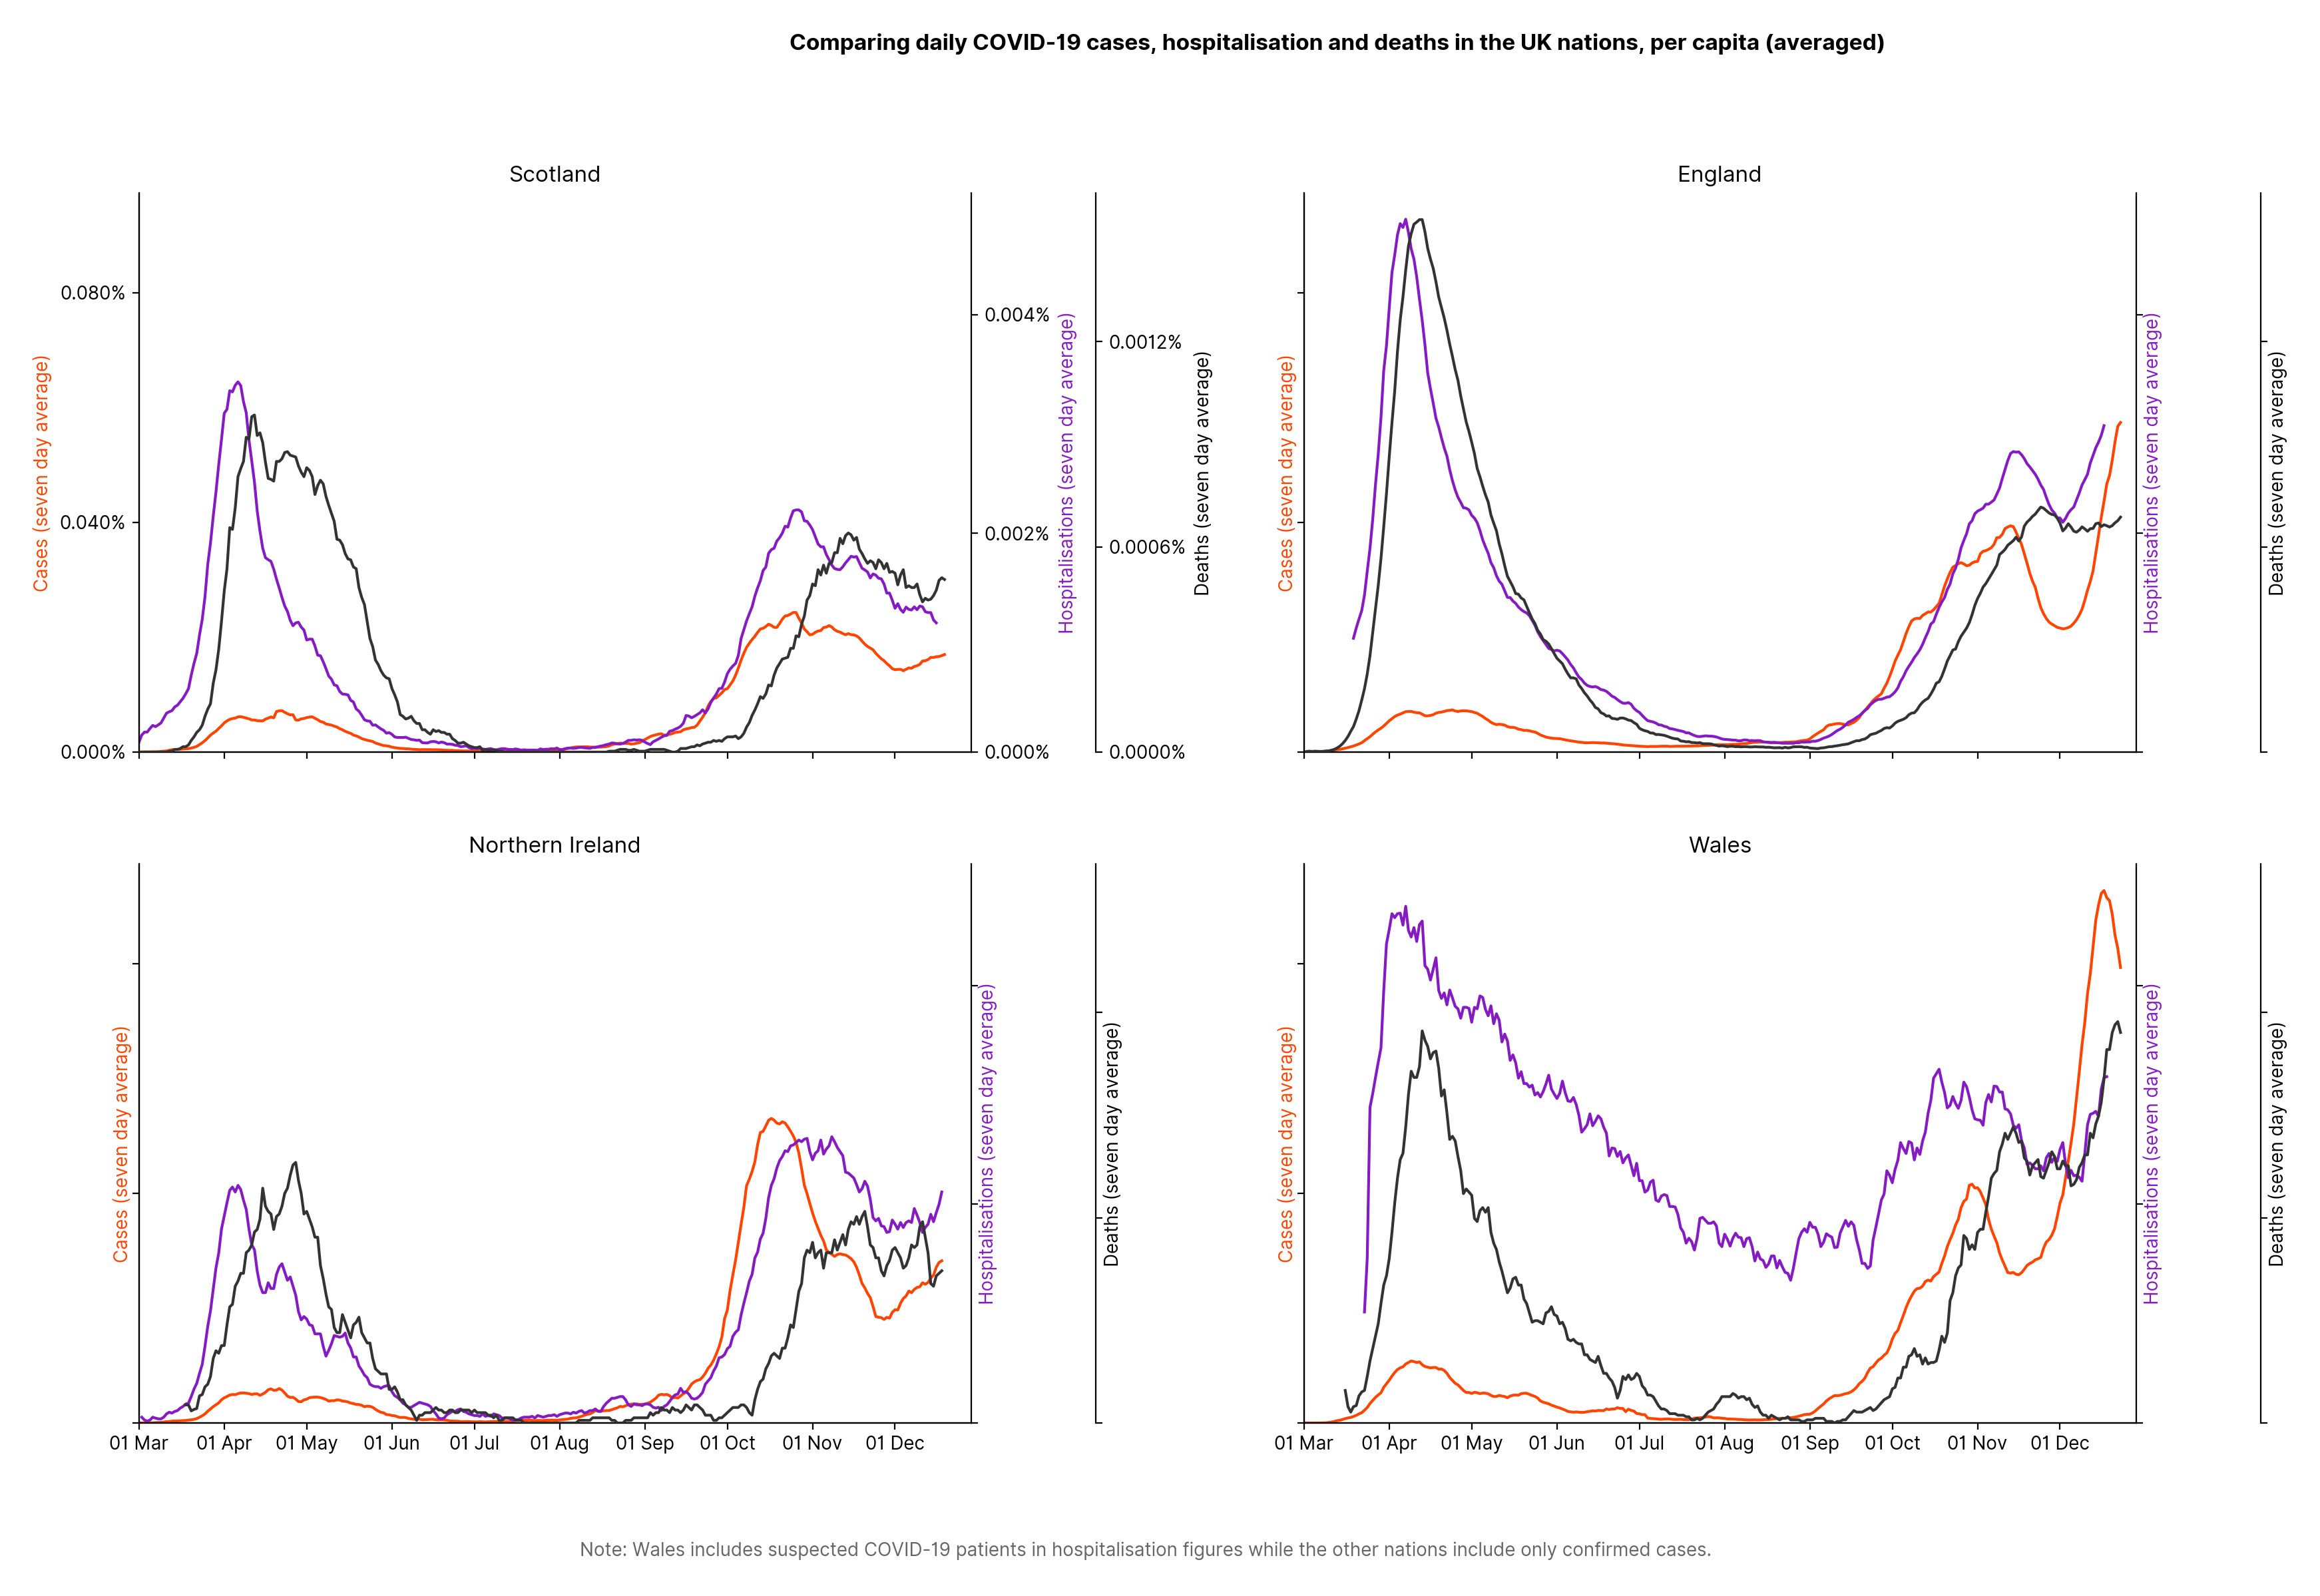 Comparing daily COVID-19 cases, hospitalisation and deaths in the UK nations, per capita (averaged)
Scotland
Cases (seven day average)
0.080%
0.040%
0.000%
0.004%
0.002%
0.000%
Hospitalisations (seven day average)
0.0012%
0.0006%
0.0000%
Deaths (seven day average)
England
Cases (seven day average)
Hospitalisations (seven day average)
Deaths (seven day average)
Northern Ireland
Cases (seven day average)
Hospitalisations (seven day average)
Deaths (seven day average)
01 Mar 01 Apr 01 May 01 Jun 01 Jul 01 Aug 01 Sep 01 Oct 01 Nov 01 Dec
Wales
Cases (seven day average)
Hospitalisations (seven day average)
Deaths (seven day average)
01 Mar 01 Apr 01 May 01 Jun 01 Jul 01 Aug 01 Sep 01 Oct 01 Nov 01 Dec
Note: Wales includes suspected COVID-19 patients in hospitalisation figures while the other nations include only confirmed cases.